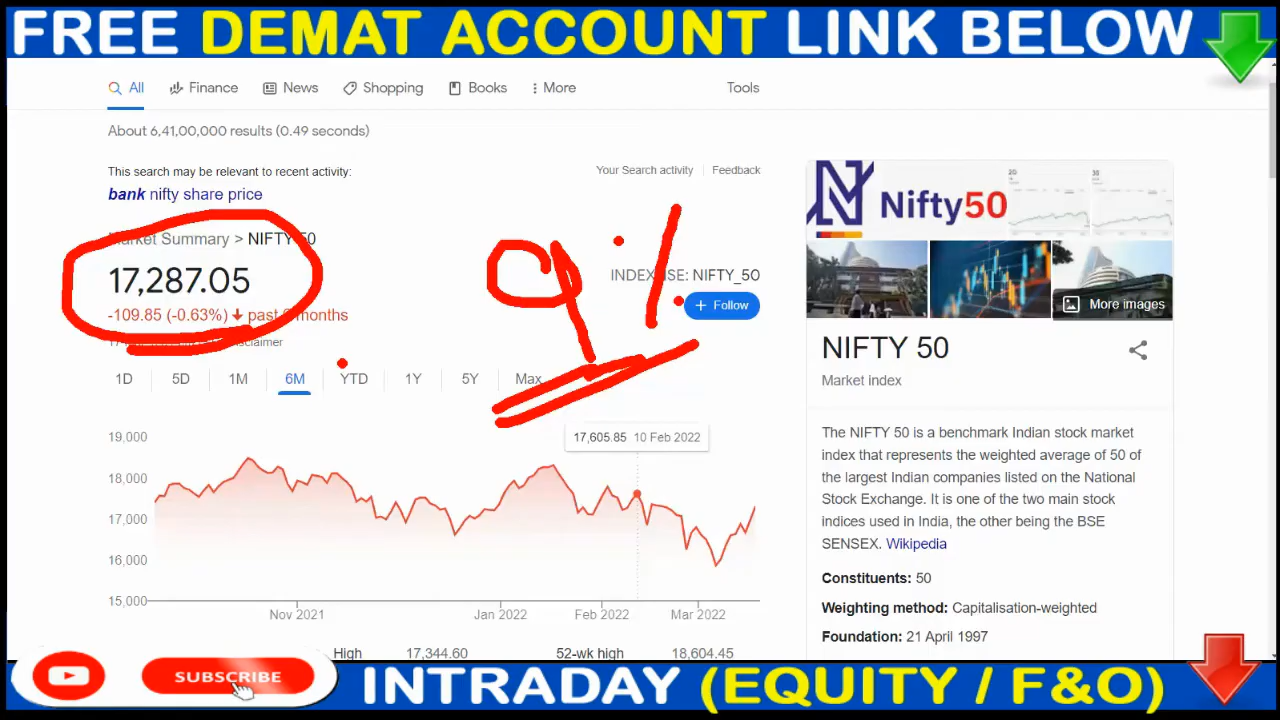 FREE DEMAT ACCOUNT LINK BELOW
All Finance News Shopping Books More Tools
About 6,41,00,000 results (0.49 seconds)
This search may be relevant to recent activity:
Your Search activity Feedback
bank nifty share price
Market Summary > NIFTY 50
17,287.05
-109.85 (-0.63%) past 6 months
9%
NIFTY_50
+ Follow
1D 5D 1M 6M YTD 1Y 5Y Max
17,605.85 10 Feb 2022
19,000
18,000
17,000
16,000
15,000
Nov 2021 Jan 2022 Feb 2022 Mar 2022
High 17,344.60 52-wk high 18,604.45
Nifty50
More images
NIFTY 50
Market index
The NIFTY 50 is a benchmark Indian stock market
index that represents the weighted average of 50 of
the largest Indian companies listed on the National
Stock Exchange. It is one of the two main stock
indices used in India, the other being the BSE
SENSEX. Wikipedia
Constituents: 50
Weighting method: Capitalisation-weighted
Foundation: 21 April 1997
SUBSCRIBE
INTRADAY (EQUITY / F&O)